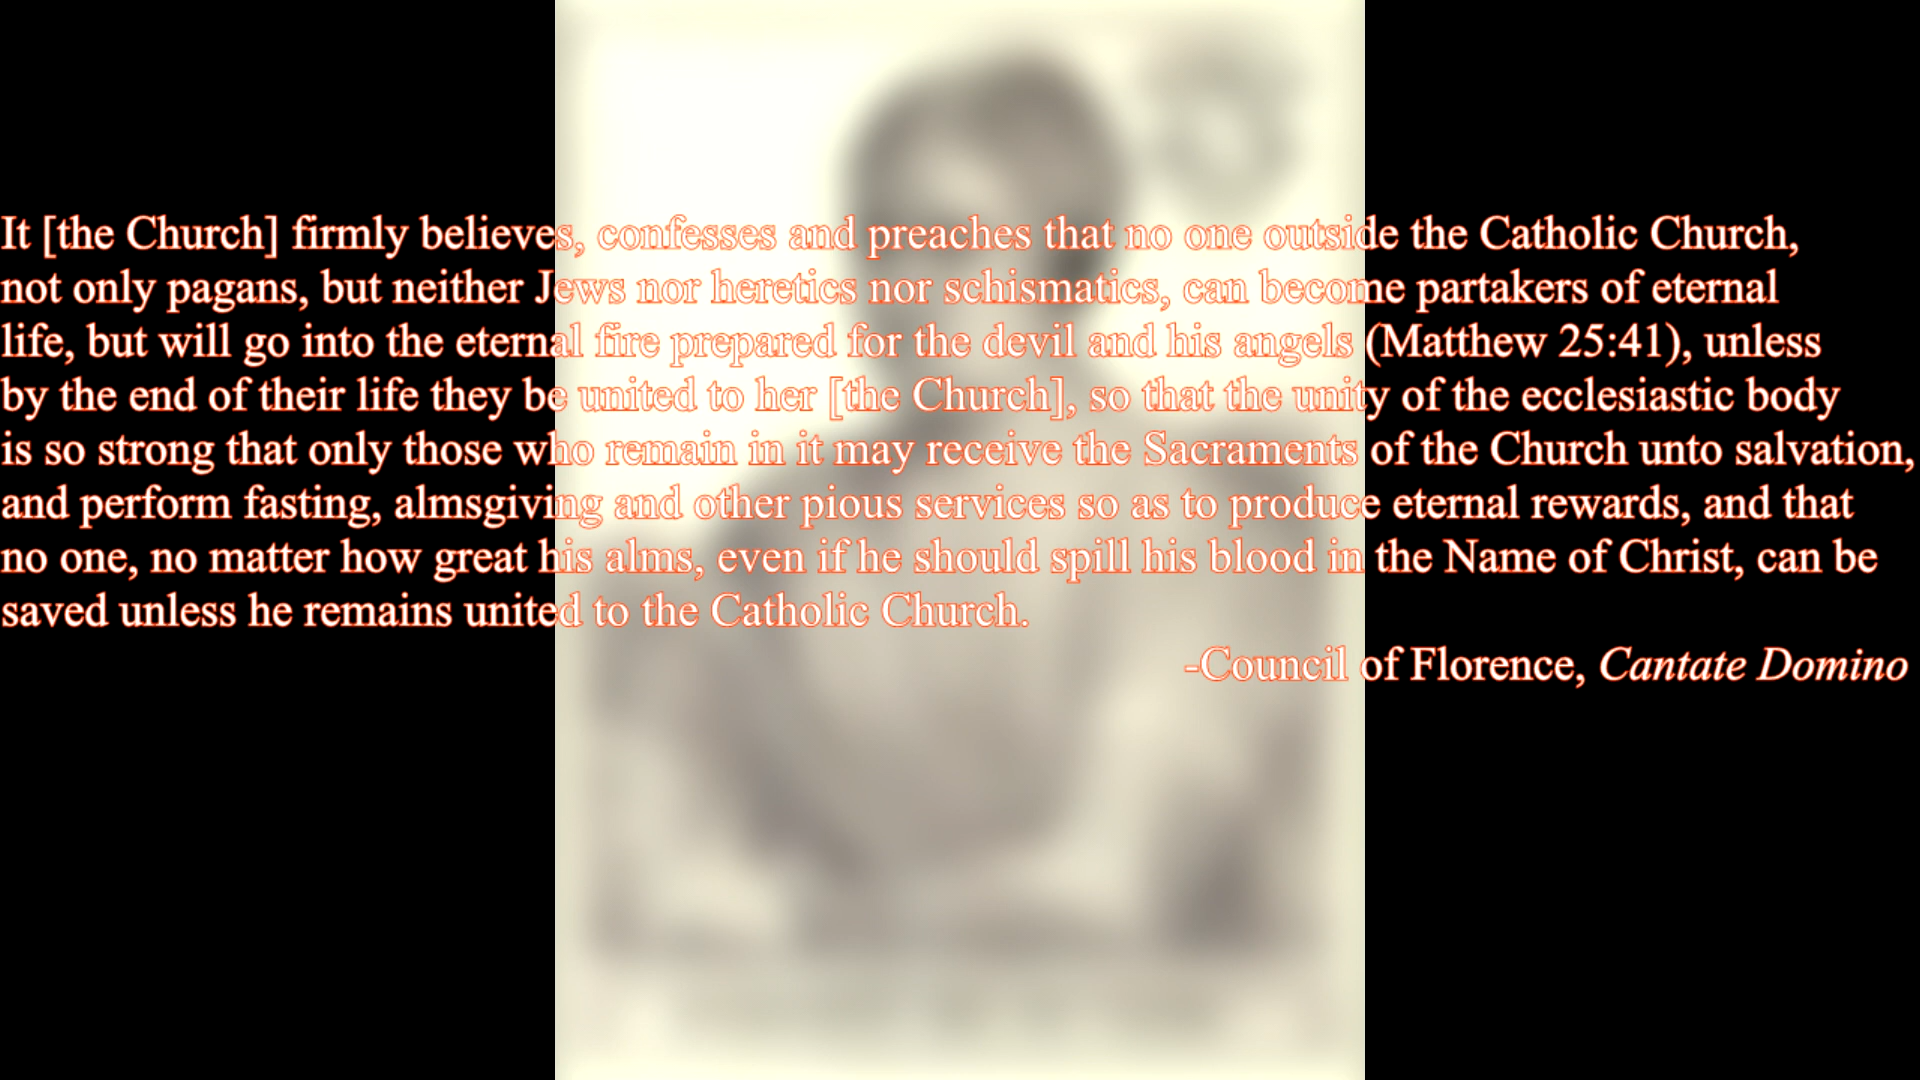 It [the Church] firmly believes, confesses and preaches that no one outside the Catholic Church,
not only pagans, but neither Jews nor heretics nor schismatics, can become partakers of eternal
life, but will go into the eternal fire prepared for the devil and his angels (Matthew 25:41), unless
by the end of their life they be united to her [the Church], so that the unity of the ecclesiastic body
is so strong that only those who remain in it may receive the Sacraments of the Church unto salvation,
and perform fasting, almsgiving and other pious services so as to produce eternal rewards, and that
no one, no matter how great his alms, even if he should spill his blood in the Name of Christ, can be
saved unless he remains united to the Catholic Church.
-Council of Florence, Cantate Domino